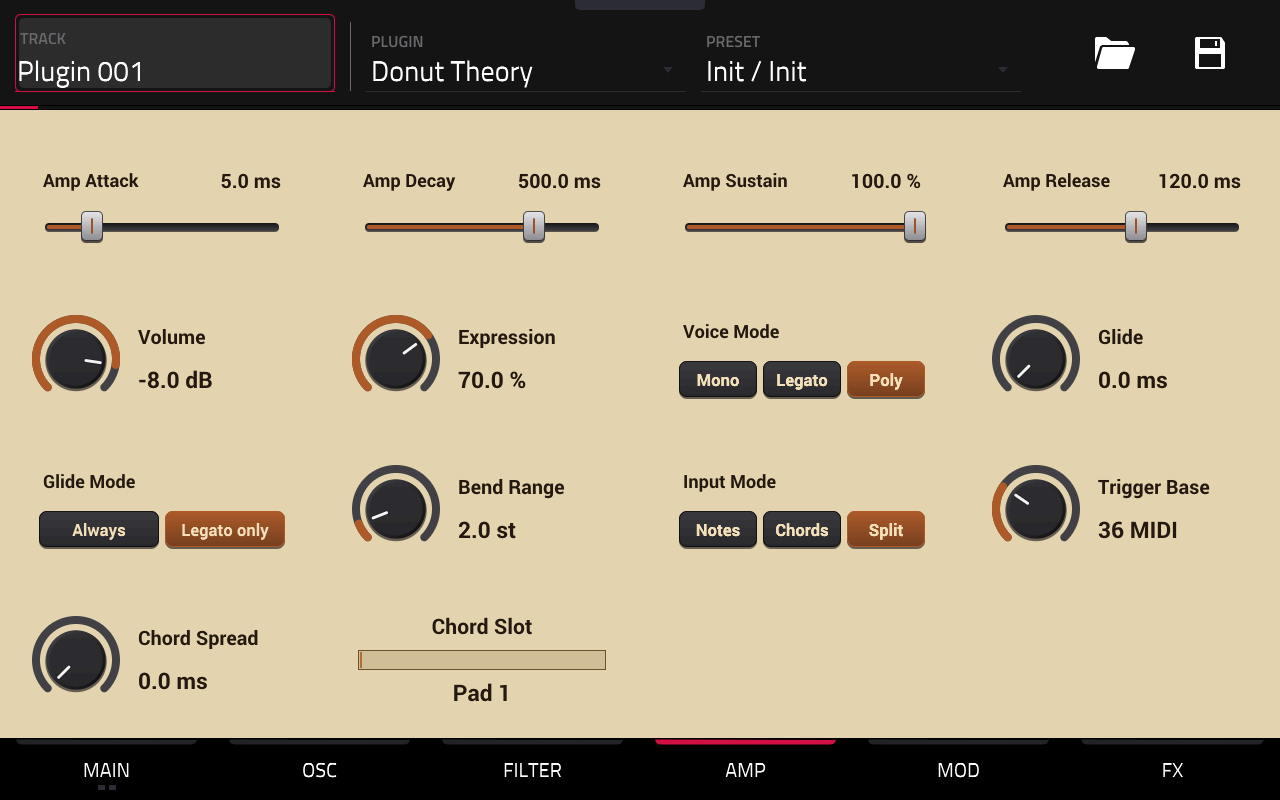 TRACK
Plugin 001
PLUGIN
Donut Theory
PRESET
Init / Init
Amp Attack 5.0 ms
Amp Decay 500.0 ms
Amp Sustain 100.0 %
Amp Release 120.0 ms
Volume
-8.0 dB
Expression
70.0 %
Voice Mode
Mono Legato Poly
Glide
0.0 ms
Glide Mode
Always Legato only
Bend Range
2.0 st
Input Mode
Notes Chords Split
Trigger Base
36 MIDI
Chord Spread
0.0 ms
Chord Slot
Pad 1
MAIN OSC FILTER AMP MOD FX